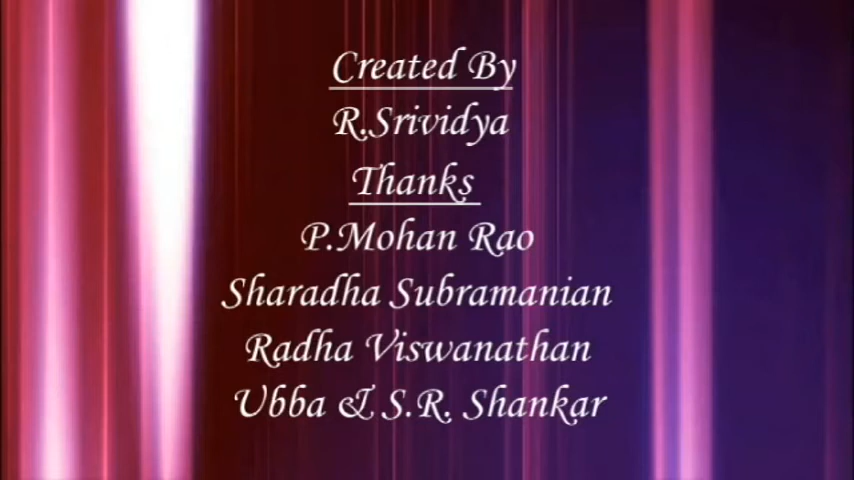 Created By
R.Srividya
Thanks
P.Mohan Rao
Sharadha Subramanian
Radha Viswanathan
Ubba & S.R. Shankar